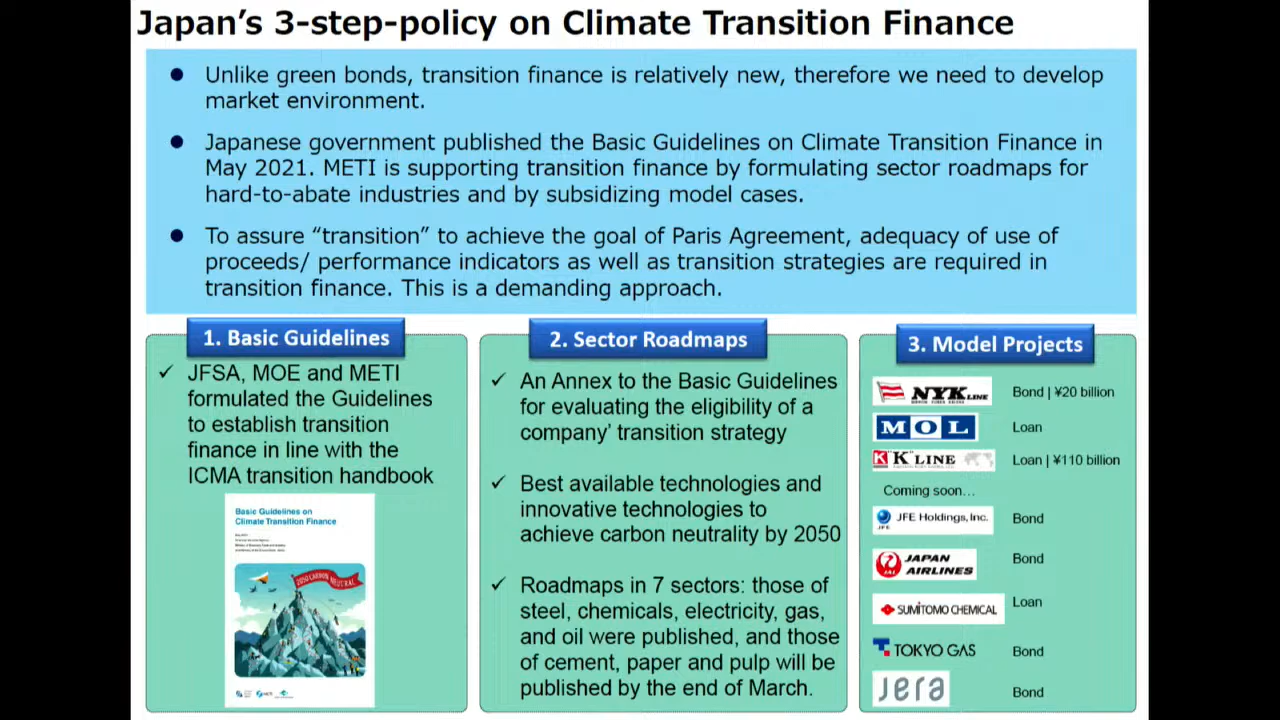 Japan's 3-step-policy on Climate Transition Finance
● Unlike green bonds, transition finance is relatively new, therefore we need to develop
market environment.
● Japanese government published the Basic Guidelines on Climate Transition Finance in
May 2021. METI is supporting transition finance by formulating sector roadmaps for
hard-to-abate industries and by subsidizing model cases.
● To assure “transition” to achieve the goal of Paris Agreement, adequacy of use of
proceeds/ performance indicators as well as transition strategies are required in
transition finance. This is a demanding approach.
1. Basic Guidelines
✓ JFSA, MOE and METI
formulated the Guidelines
to establish transition
finance in line with the
ICMA transition handbook
Basic Guidelines on
Climate Transition Finance
2050 CARBON NEUTRAL
2. Sector Roadmaps
✓ An Annex to the Basic Guidelines
for evaluating the eligibility of a
company' transition strategy
✓ Best available technologies and
innovative technologies to
achieve carbon neutrality by 2050
✓ Roadmaps in 7 sectors: those of
steel, chemicals, electricity, gas,
and oil were published, and those
of cement, paper and pulp will be
published by the end of March.
3. Model Projects
NYK LINE Bond | ¥20 billion
MOL Loan
K "K" LINE Loan | ¥110 billion
Coming soon…
JFE JFE Holdings, Inc. Bond
JAL JAPAN AIRLINES Bond
SUMITOMO CHEMICAL Loan
TOKYO GAS Bond
Jera Bond